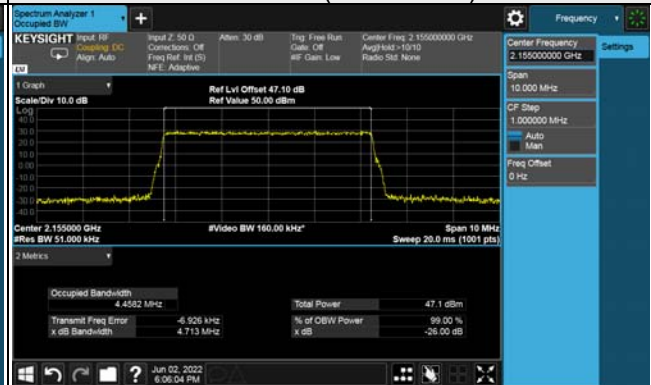 Spectrum Analyzer 1
Occupied BW
Frequency
KEYSIGHT
Input: RF
Coupling: DC
Align: Auto
Input Z: 50 Ω
Corrections: Off
Freq Ref: Int (S)
NFE: Adaptive
Atten: 30 dB
Trig: Free Run
Gate: Off
#IF Gain: Low
Center Freq: 2.155000000 GHz
Avg|Hold:>10/10
Radio Std: None
Center Frequency
2.155000000 GHz
Settings
Span
10.000 MHz
CF Step
1.000000 MHz
Auto
Man
Freq Offset
0 Hz
1 Graph
Scale/Div 10.0 dB
Ref Lvl Offset 47.10 dB
Ref Value 50.00 dBm
Log
40.0
30.0
20.0
10.0
0.00
-10.0
-20.0
-30.0
-40.0
Center 2.155000 GHz
#Res BW 51.000 kHz
#Video BW 160.00 kHz*
Span 10 MHz
Sweep 20.0 ms (1001 pts)
2 Metrics
Occupied Bandwidth
4.4582 MHz
Total Power 47.1 dBm
Transmit Freq Error -6.926 kHz
% of OBW Power 99.00 %
x dB Bandwidth 4.713 MHz
x dB -26.00 dB
?
Jun 02, 2022
6:06:04 PM